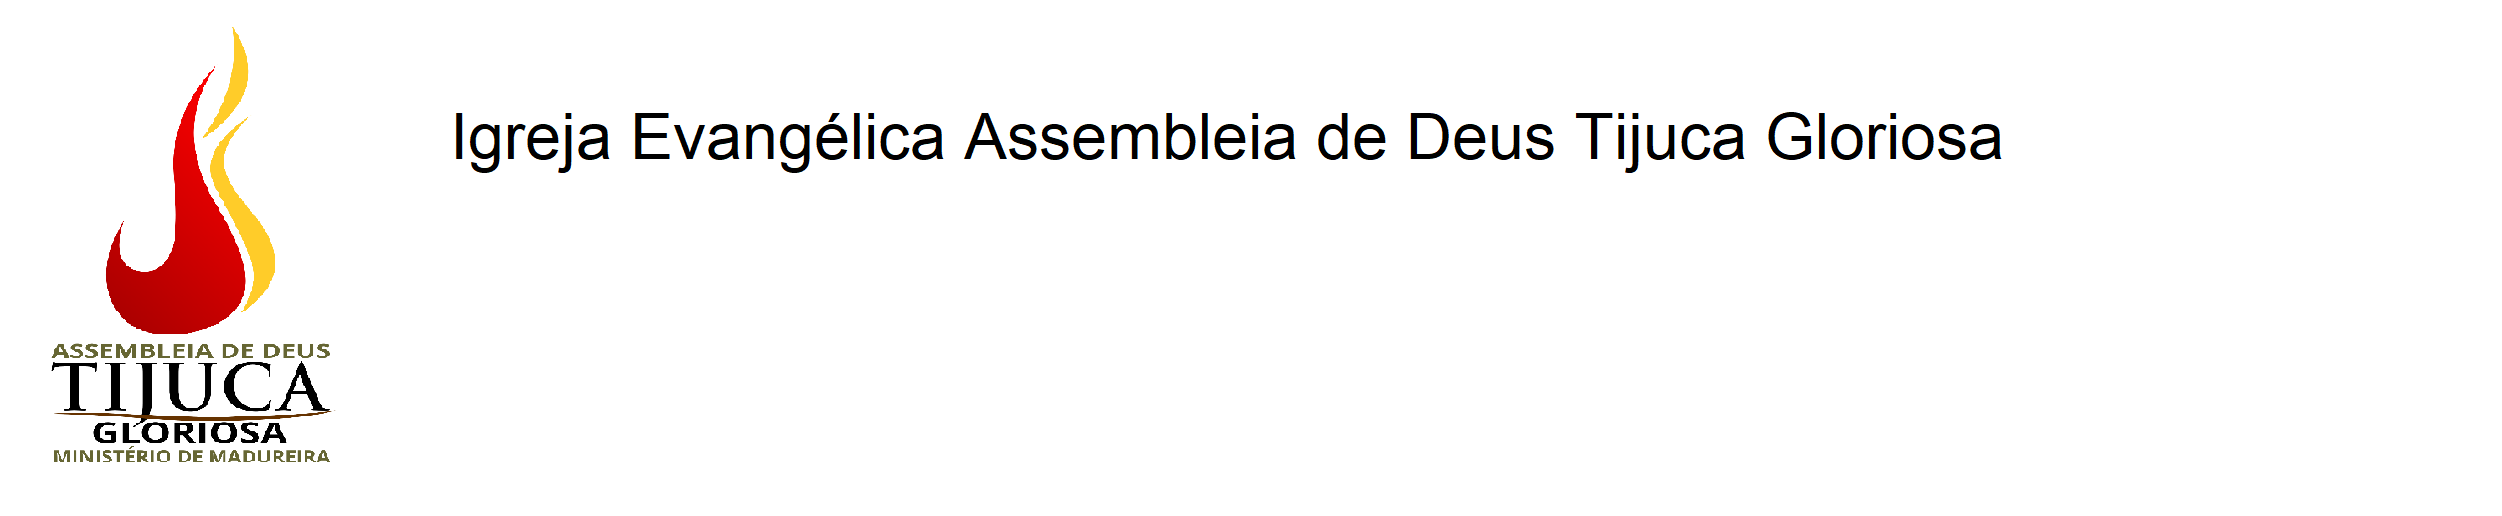 Igreja Evangélica Assembleia de Deus Tijuca Gloriosa
ASSEMBLEIA DE DEUS
TIJUCA
GLORIOSA
MINISTÉRIO DE MADUREIRA